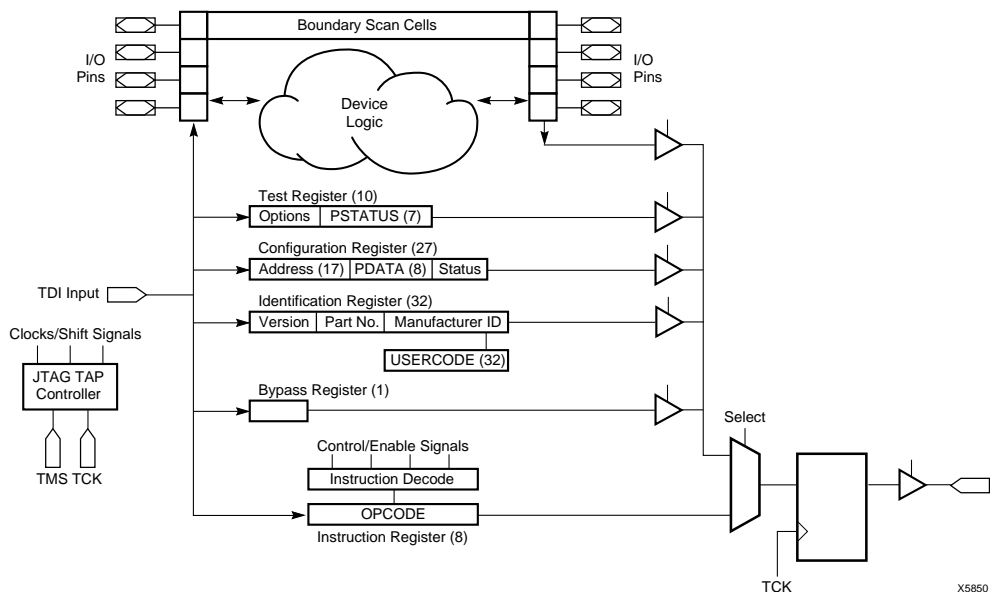 Boundary Scan Cells
I/O
Pins
I/O
Pins
Device
Logic
Test Register (10)
Options PSTATUS (7)
Configuration Register (27)
Address (17) PDATA (8) Status
TDI Input
Identification Register (32)
Version Part No. Manufacturer ID
USERCODE (32)
Clocks/Shift Signals
JTAG TAP
Controller
TMS TCK
Bypass Register (1)
Select
Control/Enable Signals
Instruction Decode
OPCODE
Instruction Register (8)
TCK
X5850